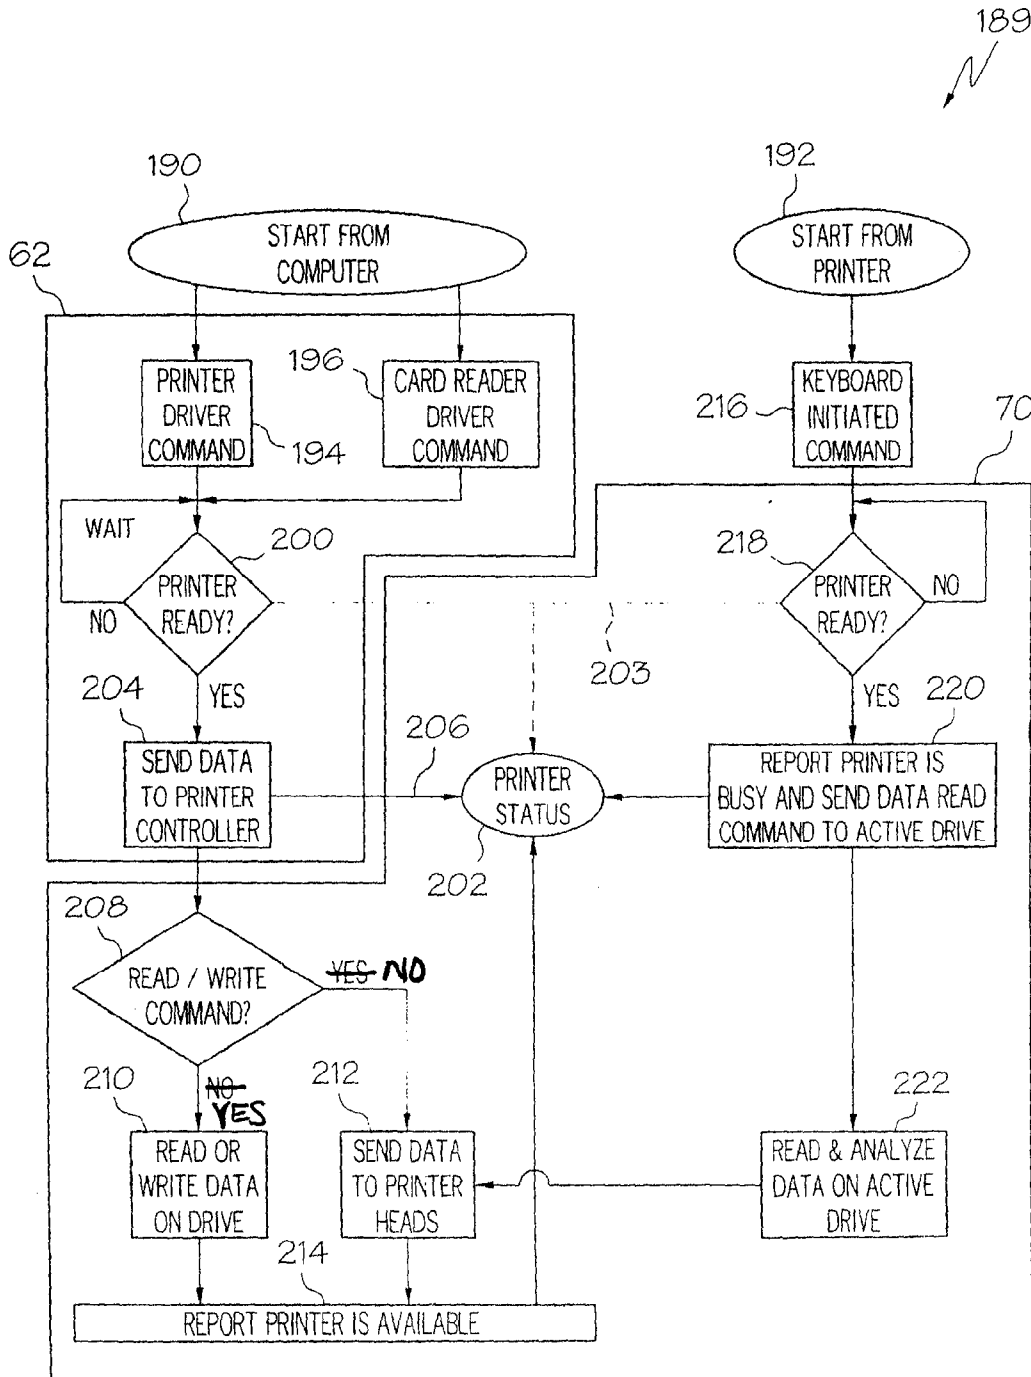 189
190
192
START FROM
COMPUTER
START FROM
PRINTER
62
PRINTER
DRIVER
COMMAND
194
196
CARD READER
DRIVER
COMMAND
216
KEYBOARD
INITIATED
COMMAND
70
WAIT
200
PRINTER
READY?
NO
YES
218
PRINTER
READY?
NO
YES
203
204
SEND DATA
TO PRINTER
CONTROLLER
206
PRINTER
STATUS
202
220
REPORT PRINTER IS
BUSY AND SEND DATA READ
COMMAND TO ACTIVE DRIVE
208
READ / WRITE
COMMAND?
YES NO
NO
YES
210
READ OR
WRITE DATA
ON DRIVE
212
SEND DATA
TO PRINTER
HEADS
222
READ & ANALYZE
DATA ON ACTIVE
DRIVE
214
REPORT PRINTER IS AVAILABLE